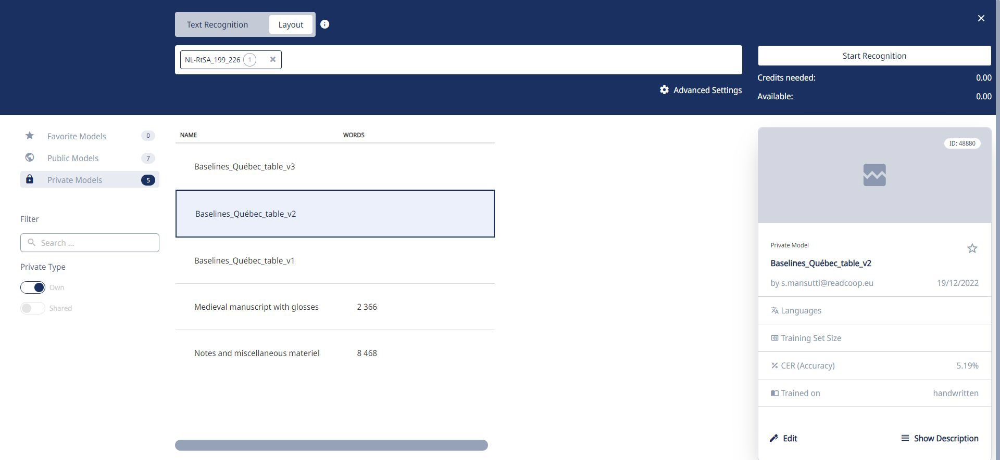 Text Recognition
Layout
NL-RtSA_199_226 1
Start Recognition
Credits needed: 0.00
Advanced Settings
Available: 0.00
Favorite Models 0
Public Models 7
Private Models 5
Filter
Search ...
Private Type
Own
Shared
NAME WORDS
Baselines_Québec_table_v3
Baselines_Québec_table_v2
Baselines_Québec_table_v1
Medieval manuscript with glosses 2 366
Notes and miscellaneous materiel 8 468
ID: 48880
Private Model
Baselines_Québec_table_v2
by s.mansutti@readcoop.eu 19/12/2022
Languages
Training Set Size
CER (Accuracy) 5.19%
Trained on handwritten
Edit Show Description